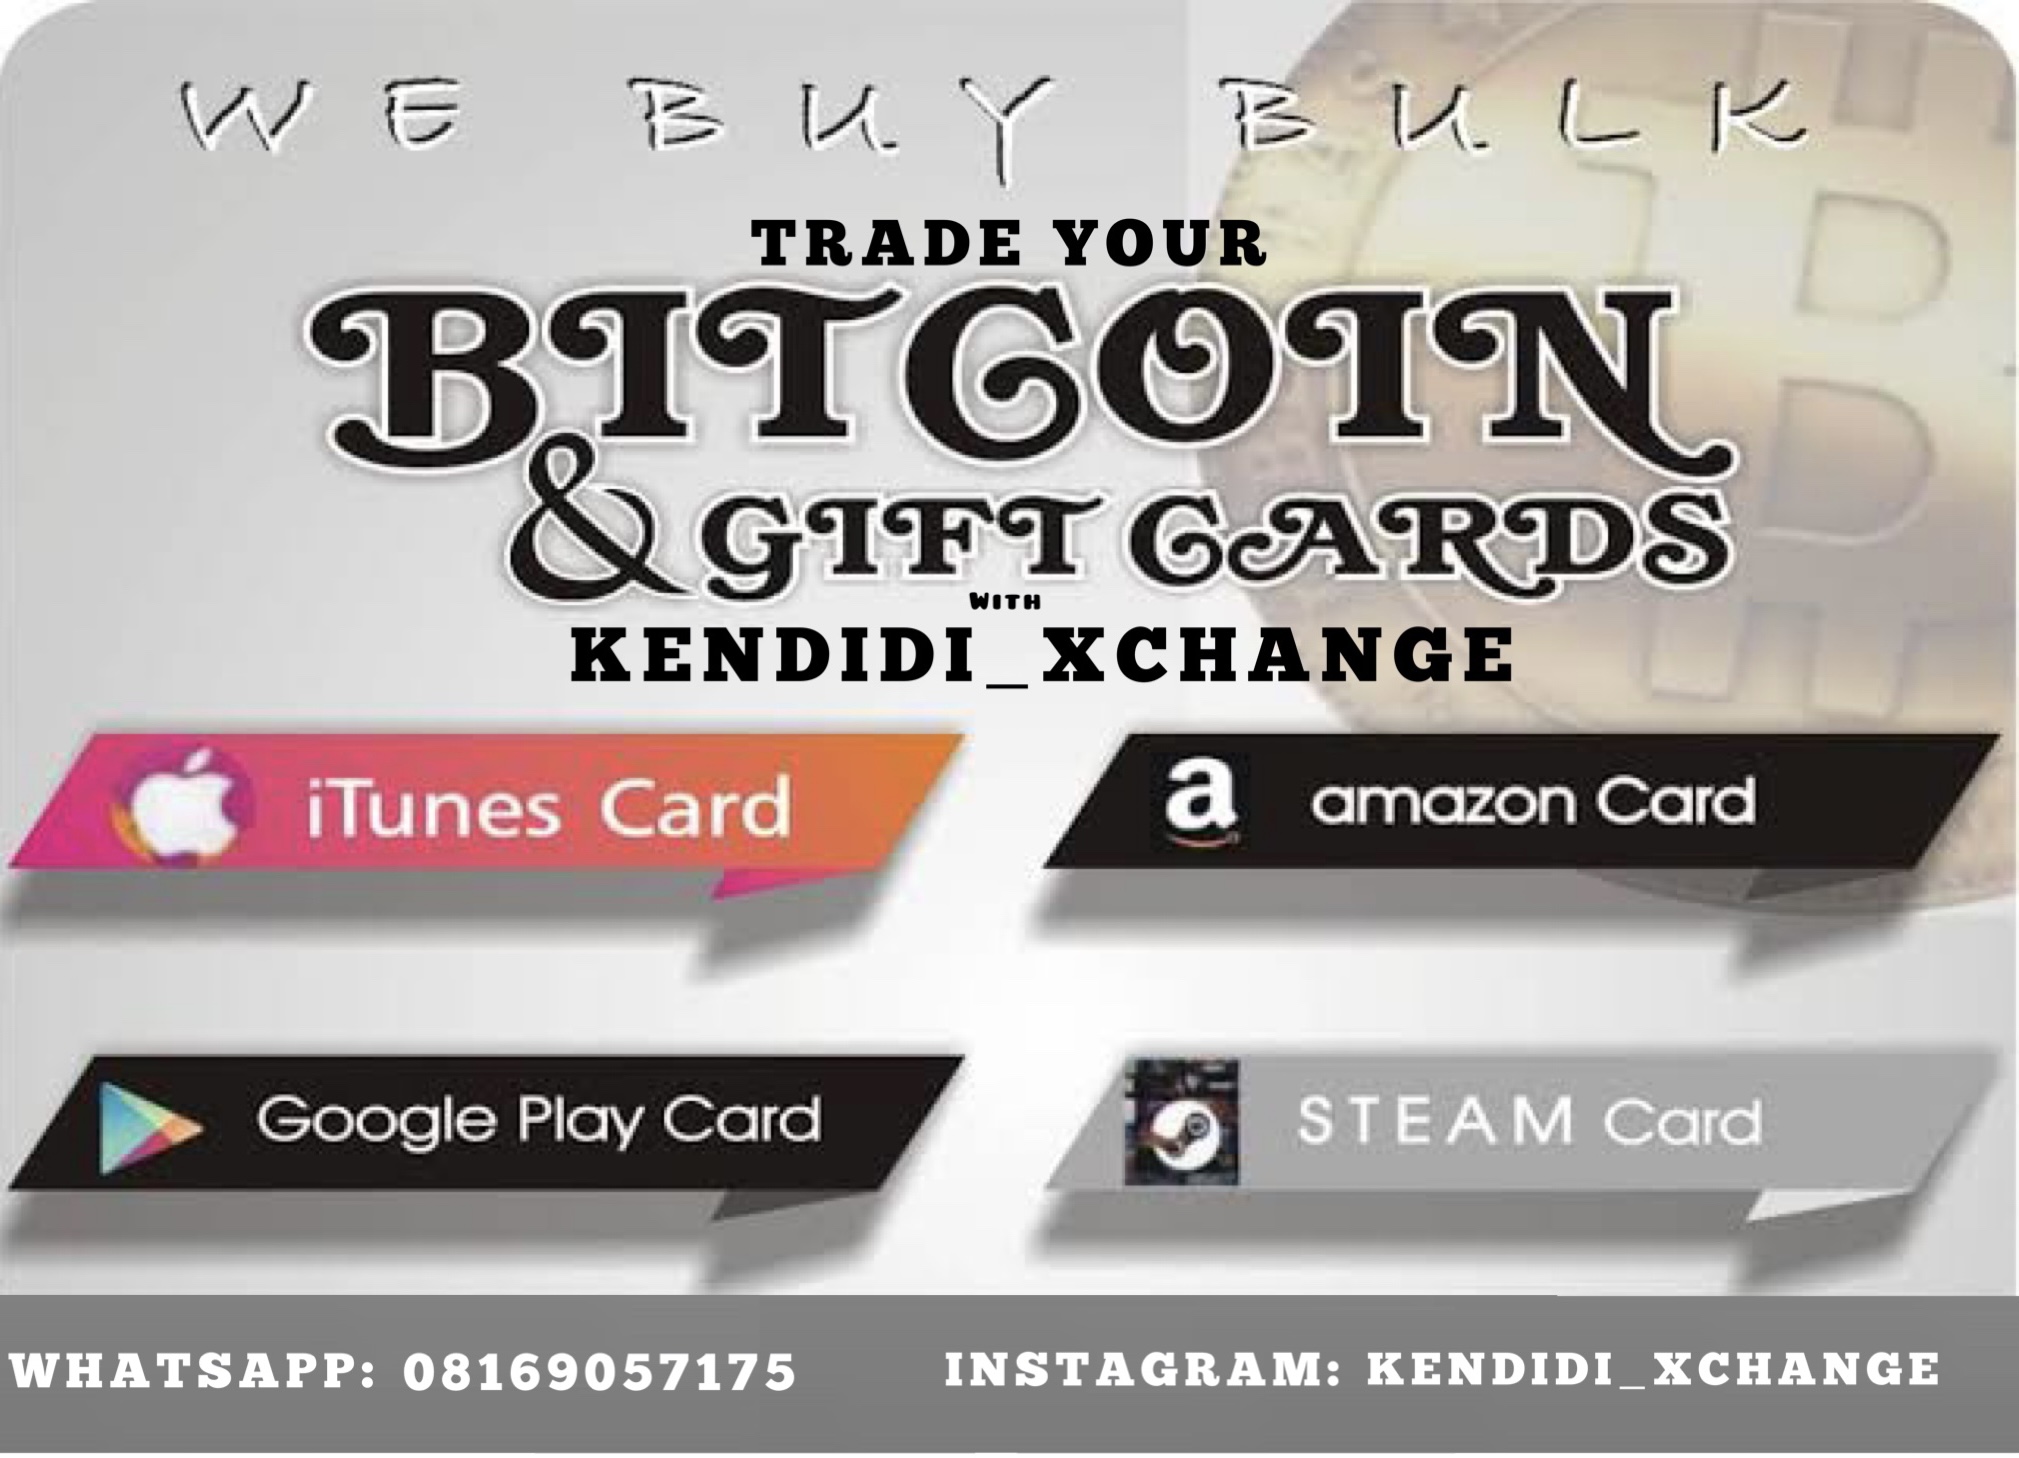 WE BUY BULK
TRADE YOUR
BITCOIN
& GIFT CARDS
WITH
KENDIDI_XCHANGE
iTunes Card
a amazon Card
Google Play Card
STEAM Card
WHATSAPP: 08169057175
INSTAGRAM: KENDIDI_XCHANGE